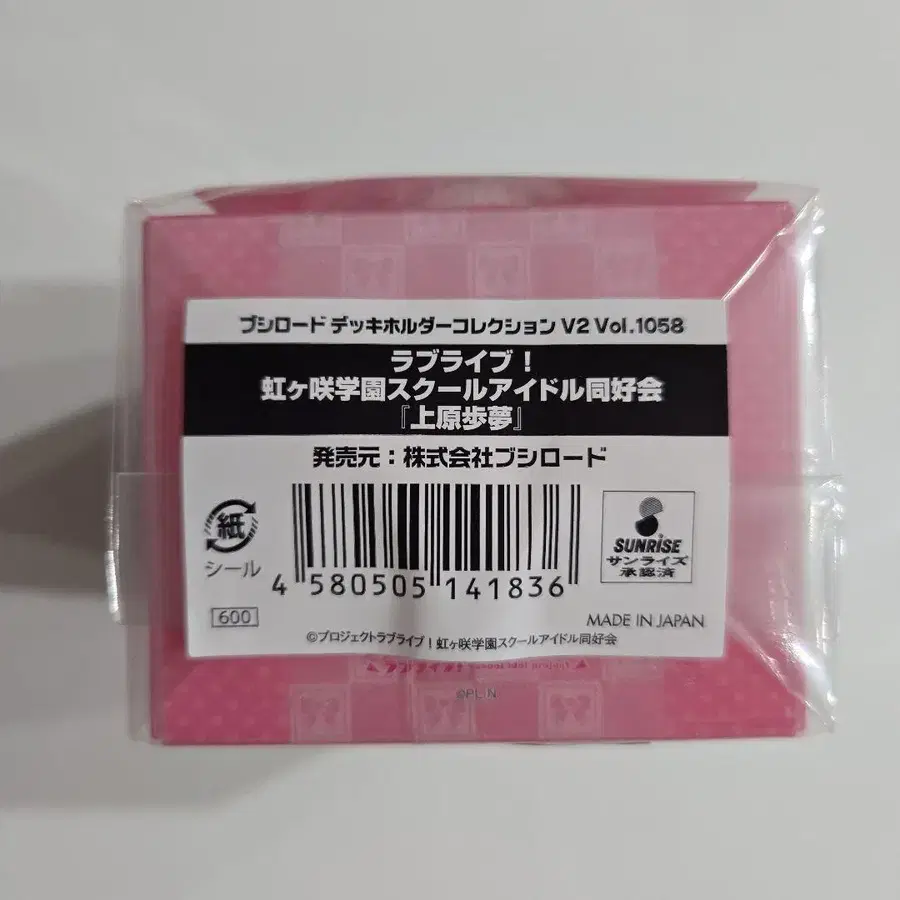 ブシロード デッキホルダーコレクション V2 Vol.1058
ラブライブ！
虹ヶ咲学園スクールアイドル同好会
『上原歩夢』
発売元：株式会社ブシロード
紙
シール
4 580505 141836
SUNRISE
サンライズ
承認済
600
MADE IN JAPAN
©プロジェクトラブライブ！虹ヶ咲学園スクールアイドル同好会
©PL!N